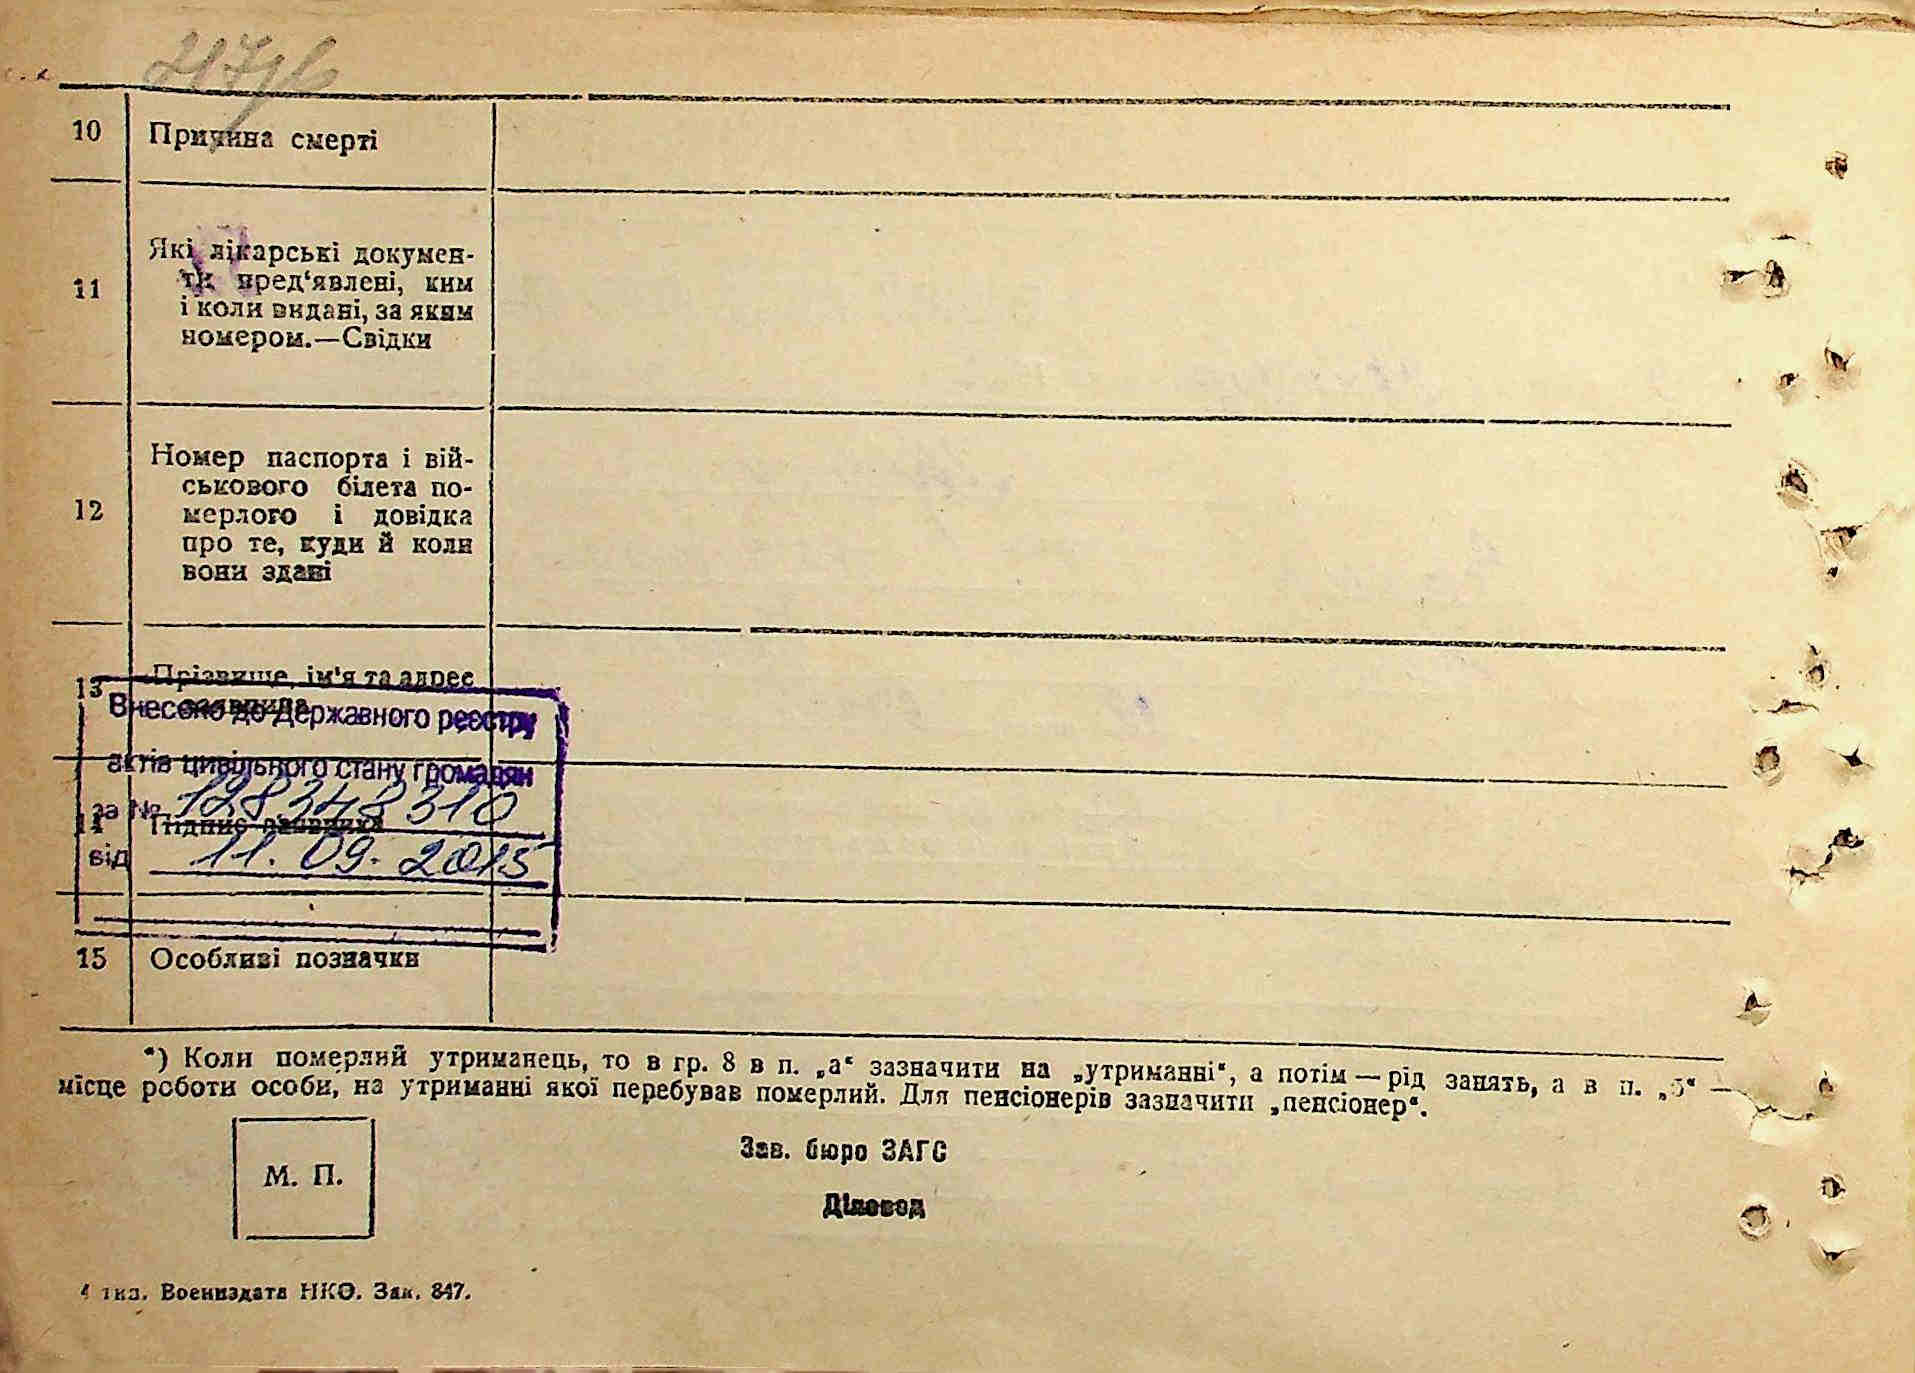 10 Причина смерті
11 Які лікарські докумен-
ти пред‘явлені, ким
і коли видані, за яким
номером.—Свідки
12 Номер паспорта і вій-
ськового білета по-
мерлого і довідка
про те, куди й коли
вони здані
13 Прізвище, ім'я та адрес
заявника
Внесено до Державного реєстру
актів цивільного стану громадян
за № 128348310
14 Підпис заявника
від 11.09.2015
15 Особливі позначки
*) Коли померлий утриманець, то в гр. 8 в п. „а“ зазначити на „утриманні“, а потім — рід занять, а в п. „б“ —
місце роботи особи, на утриманні якої перебував померлий. Для пенсіонерів зазначити „пенсіонер“.
М. П.
Зав. бюро ЗАГС
Діловод
4 тип. Воениздата НКО. Зак. 847.